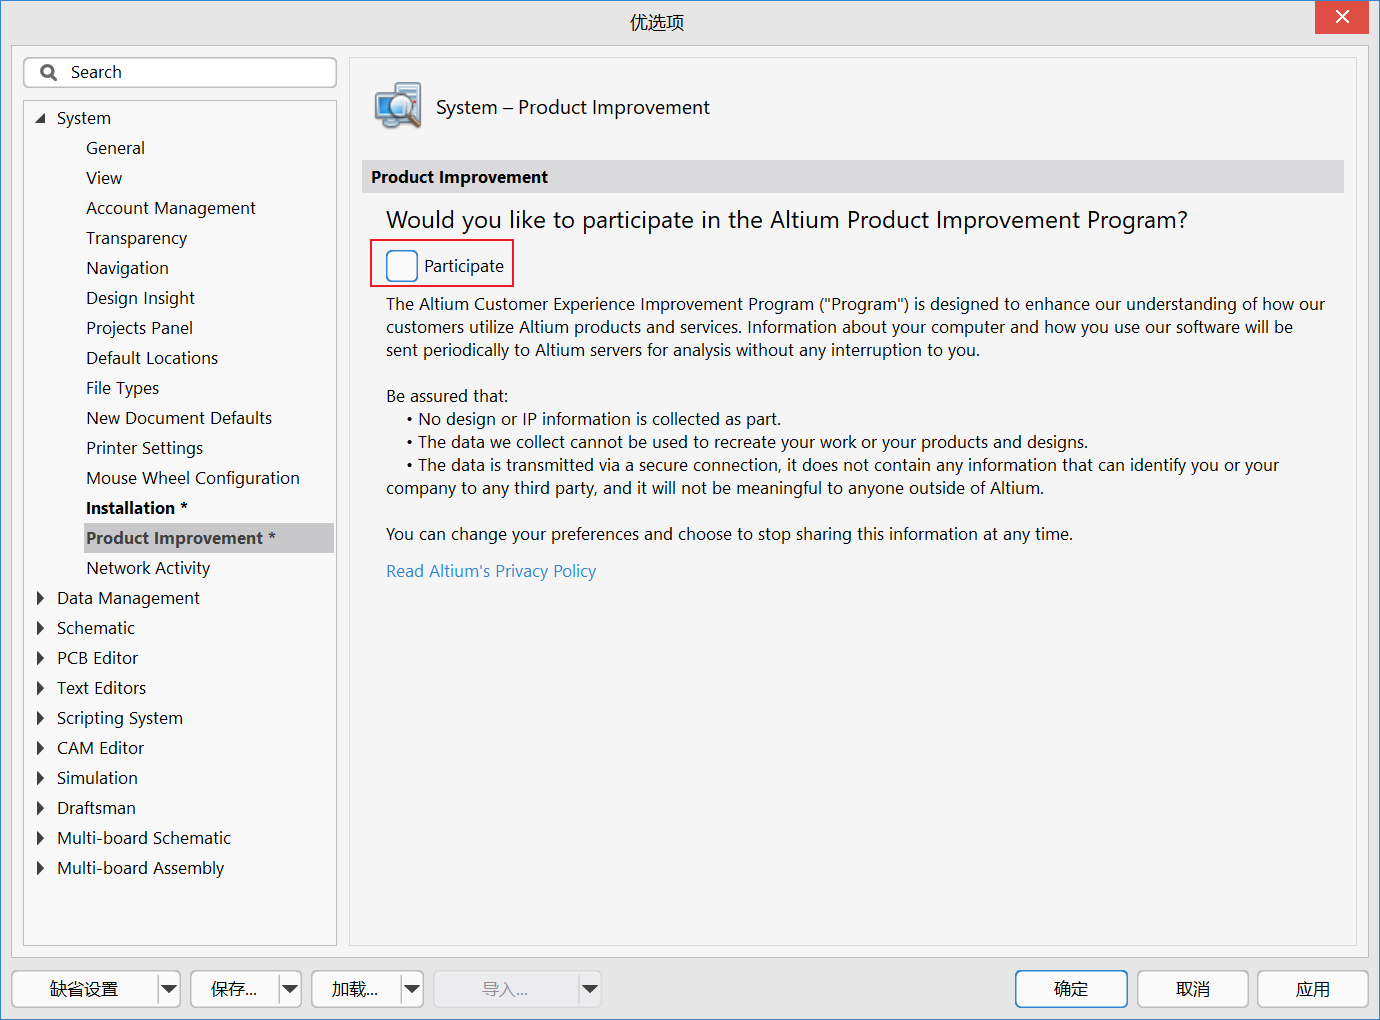 优选项
Search
System
General
View
Account Management
Transparency
Navigation
Design Insight
Projects Panel
Default Locations
File Types
New Document Defaults
Printer Settings
Mouse Wheel Configuration
Installation *
Product Improvement *
Network Activity
Data Management
Schematic
PCB Editor
Text Editors
Scripting System
CAM Editor
Simulation
Draftsman
Multi-board Schematic
Multi-board Assembly
System – Product Improvement
Product Improvement
Would you like to participate in the Altium Product Improvement Program?
Participate
The Altium Customer Experience Improvement Program ("Program") is designed to enhance our understanding of how our
customers utilize Altium products and services. Information about your computer and how you use our software will be
sent periodically to Altium servers for analysis without any interruption to you.
Be assured that:
• No design or IP information is collected as part.
• The data we collect cannot be used to recreate your work or your products and designs.
• The data is transmitted via a secure connection, it does not contain any information that can identify you or your
company to any third party, and it will not be meaningful to anyone outside of Altium.
You can change your preferences and choose to stop sharing this information at any time.
Read Altium's Privacy Policy
缺省设置
保存...
加载...
导入...
确定
取消
应用